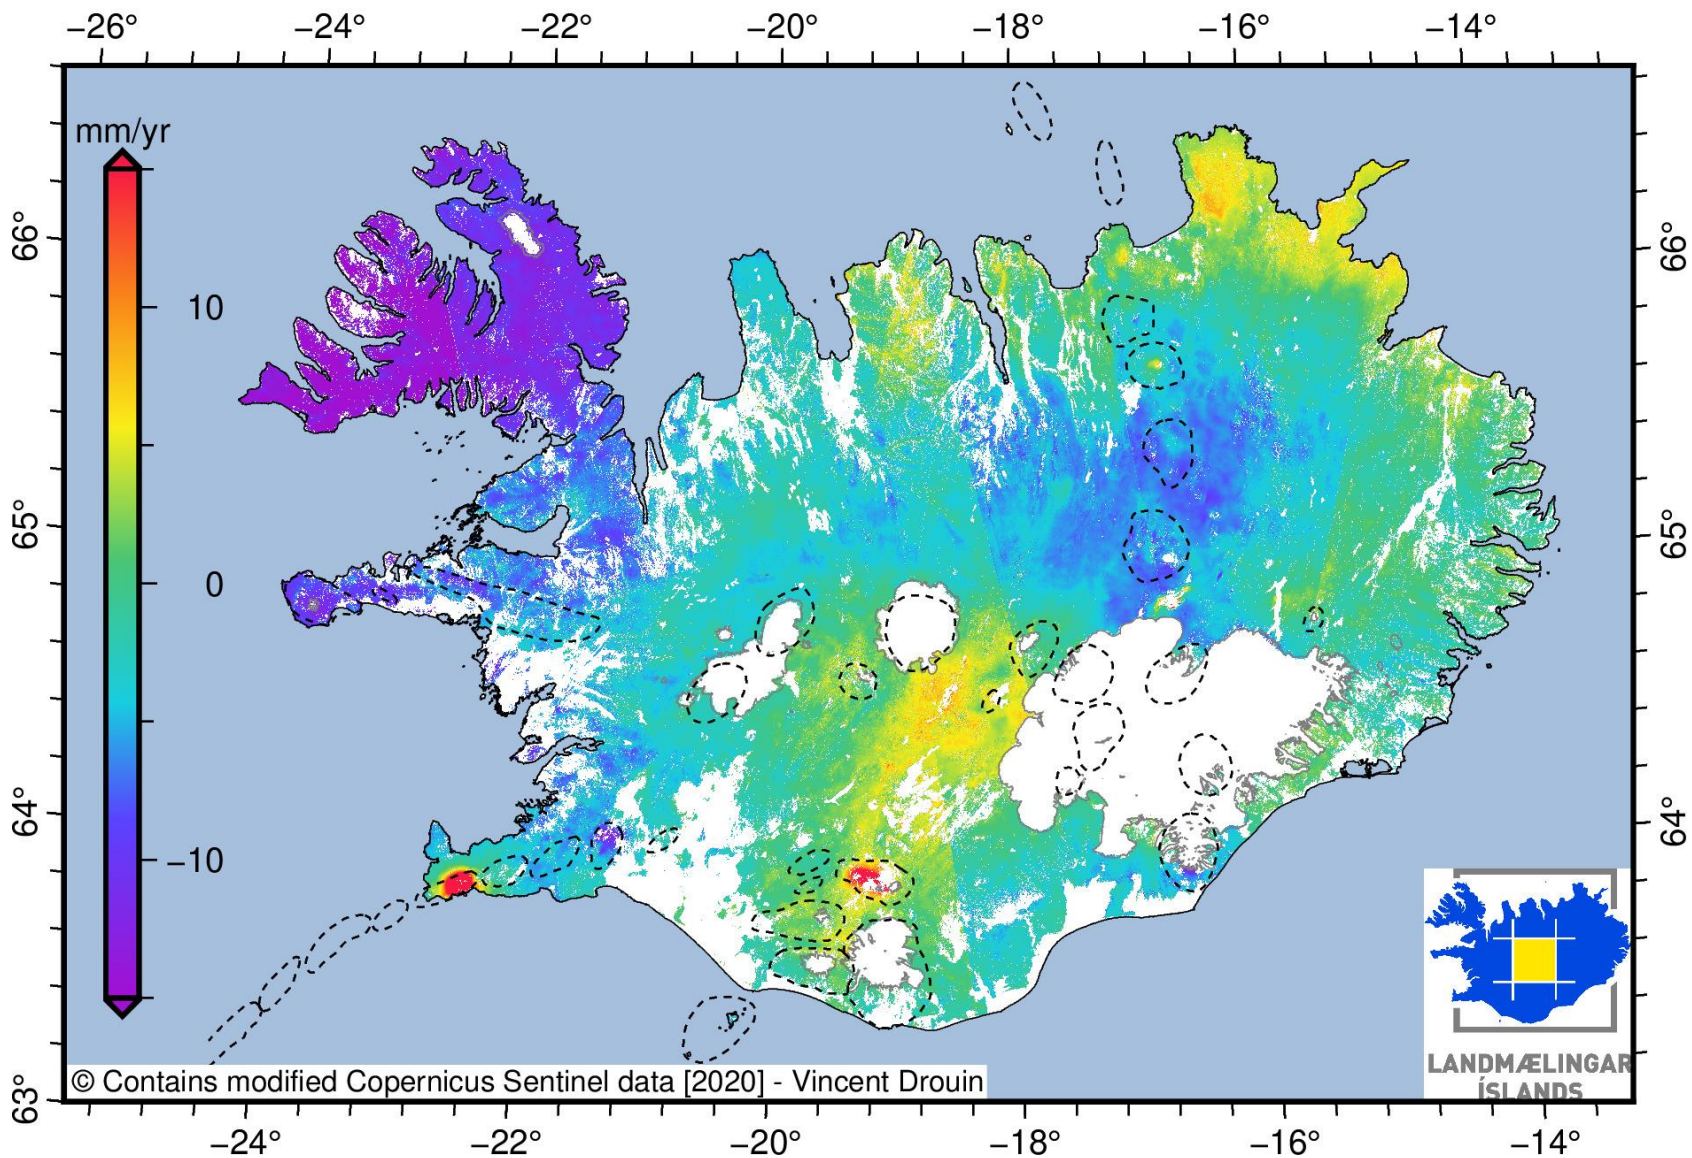 −26° −24° −22° −20° −18° −16° −14°
mm/yr
10
0
−10
66°
65°
64°
63°
66°
65°
64°
LANDMÆLINGAR
ÍSLANDS
© Contains modified Copernicus Sentinel data [2020] - Vincent Drouin
−24° −22° −20° −18° −16° −14°